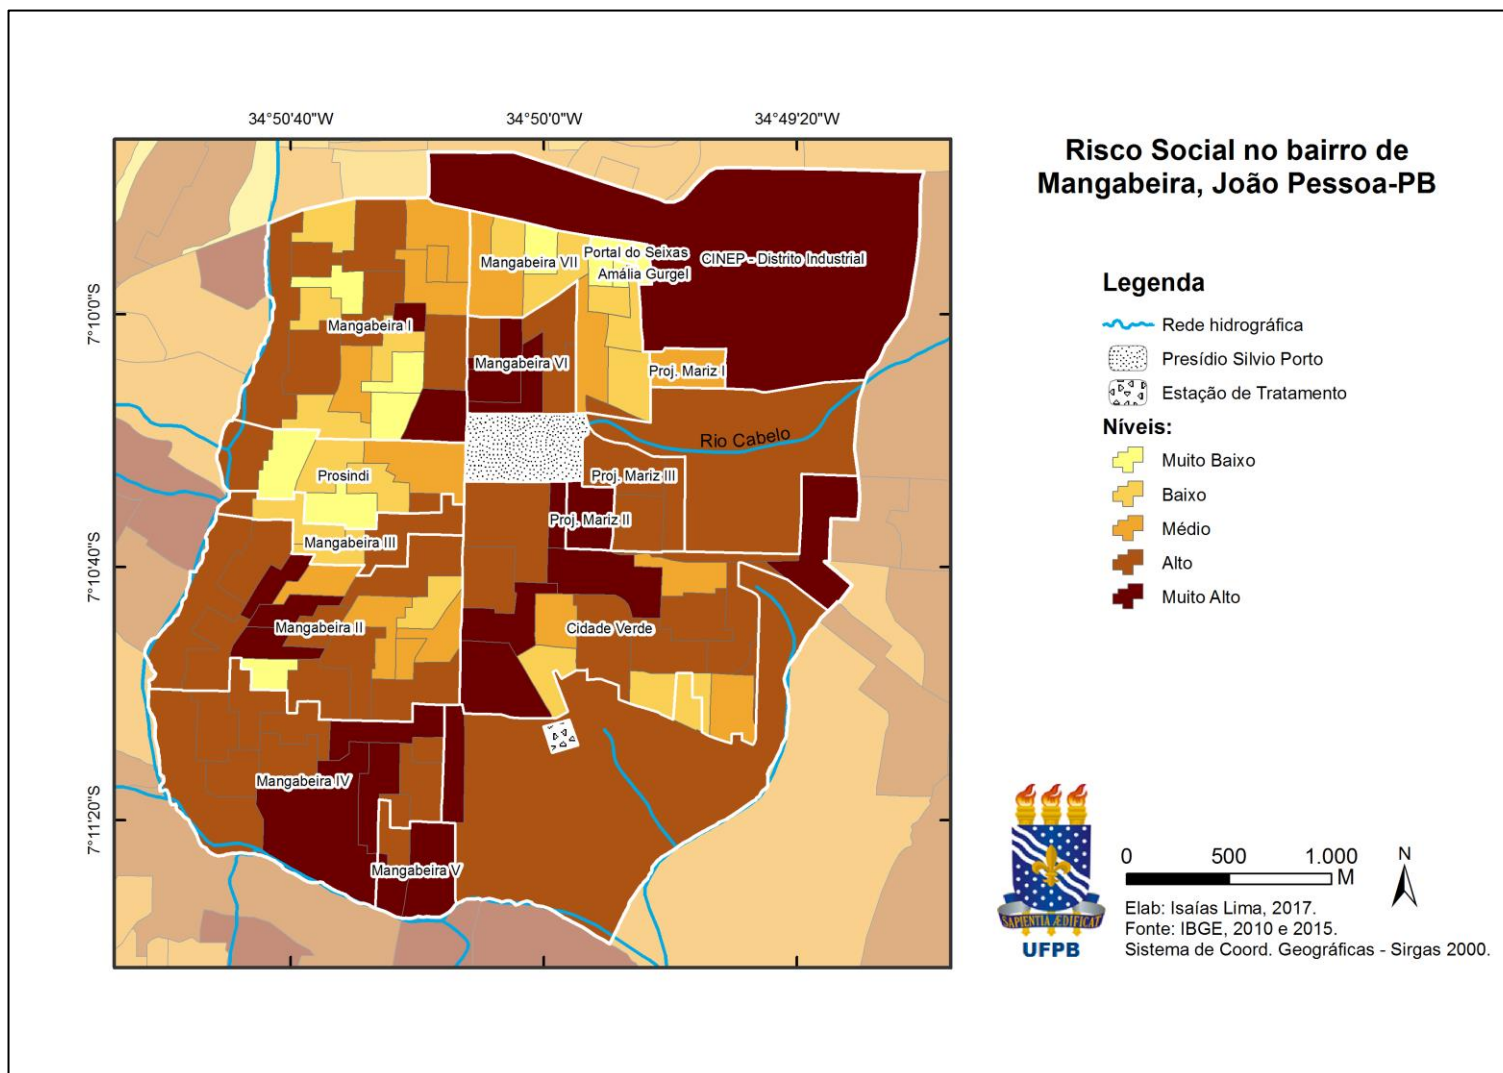 34°50'40"W
34°50'0"W
34°49'20"W
7°10'0"S
7°10'40"S
7°11'20"S
Mangabeira VII
Portal do Seixas
Amália Gurgel
CINEP - Distrito Industrial
Mangabeira I
Mangabeira VI
Proj. Mariz I
Rio Cabelo
Prosindi
Proj. Mariz III
Proj. Mariz II
Mangabeira III
Mangabeira II
Cidade Verde
Mangabeira IV
Mangabeira V
Risco Social no bairro de
Mangabeira, João Pessoa-PB
Legenda
Rede hidrográfica
Presídio Silvio Porto
Estação de Tratamento
Níveis:
Muito Baixo
Baixo
Médio
Alto
Muito Alto
SAPIENTIA ÆDIFICAT
UFPB
0 500 1.000
M
N
Elab: Isaías Lima, 2017.
Fonte: IBGE, 2010 e 2015.
Sistema de Coord. Geográficas - Sirgas 2000.